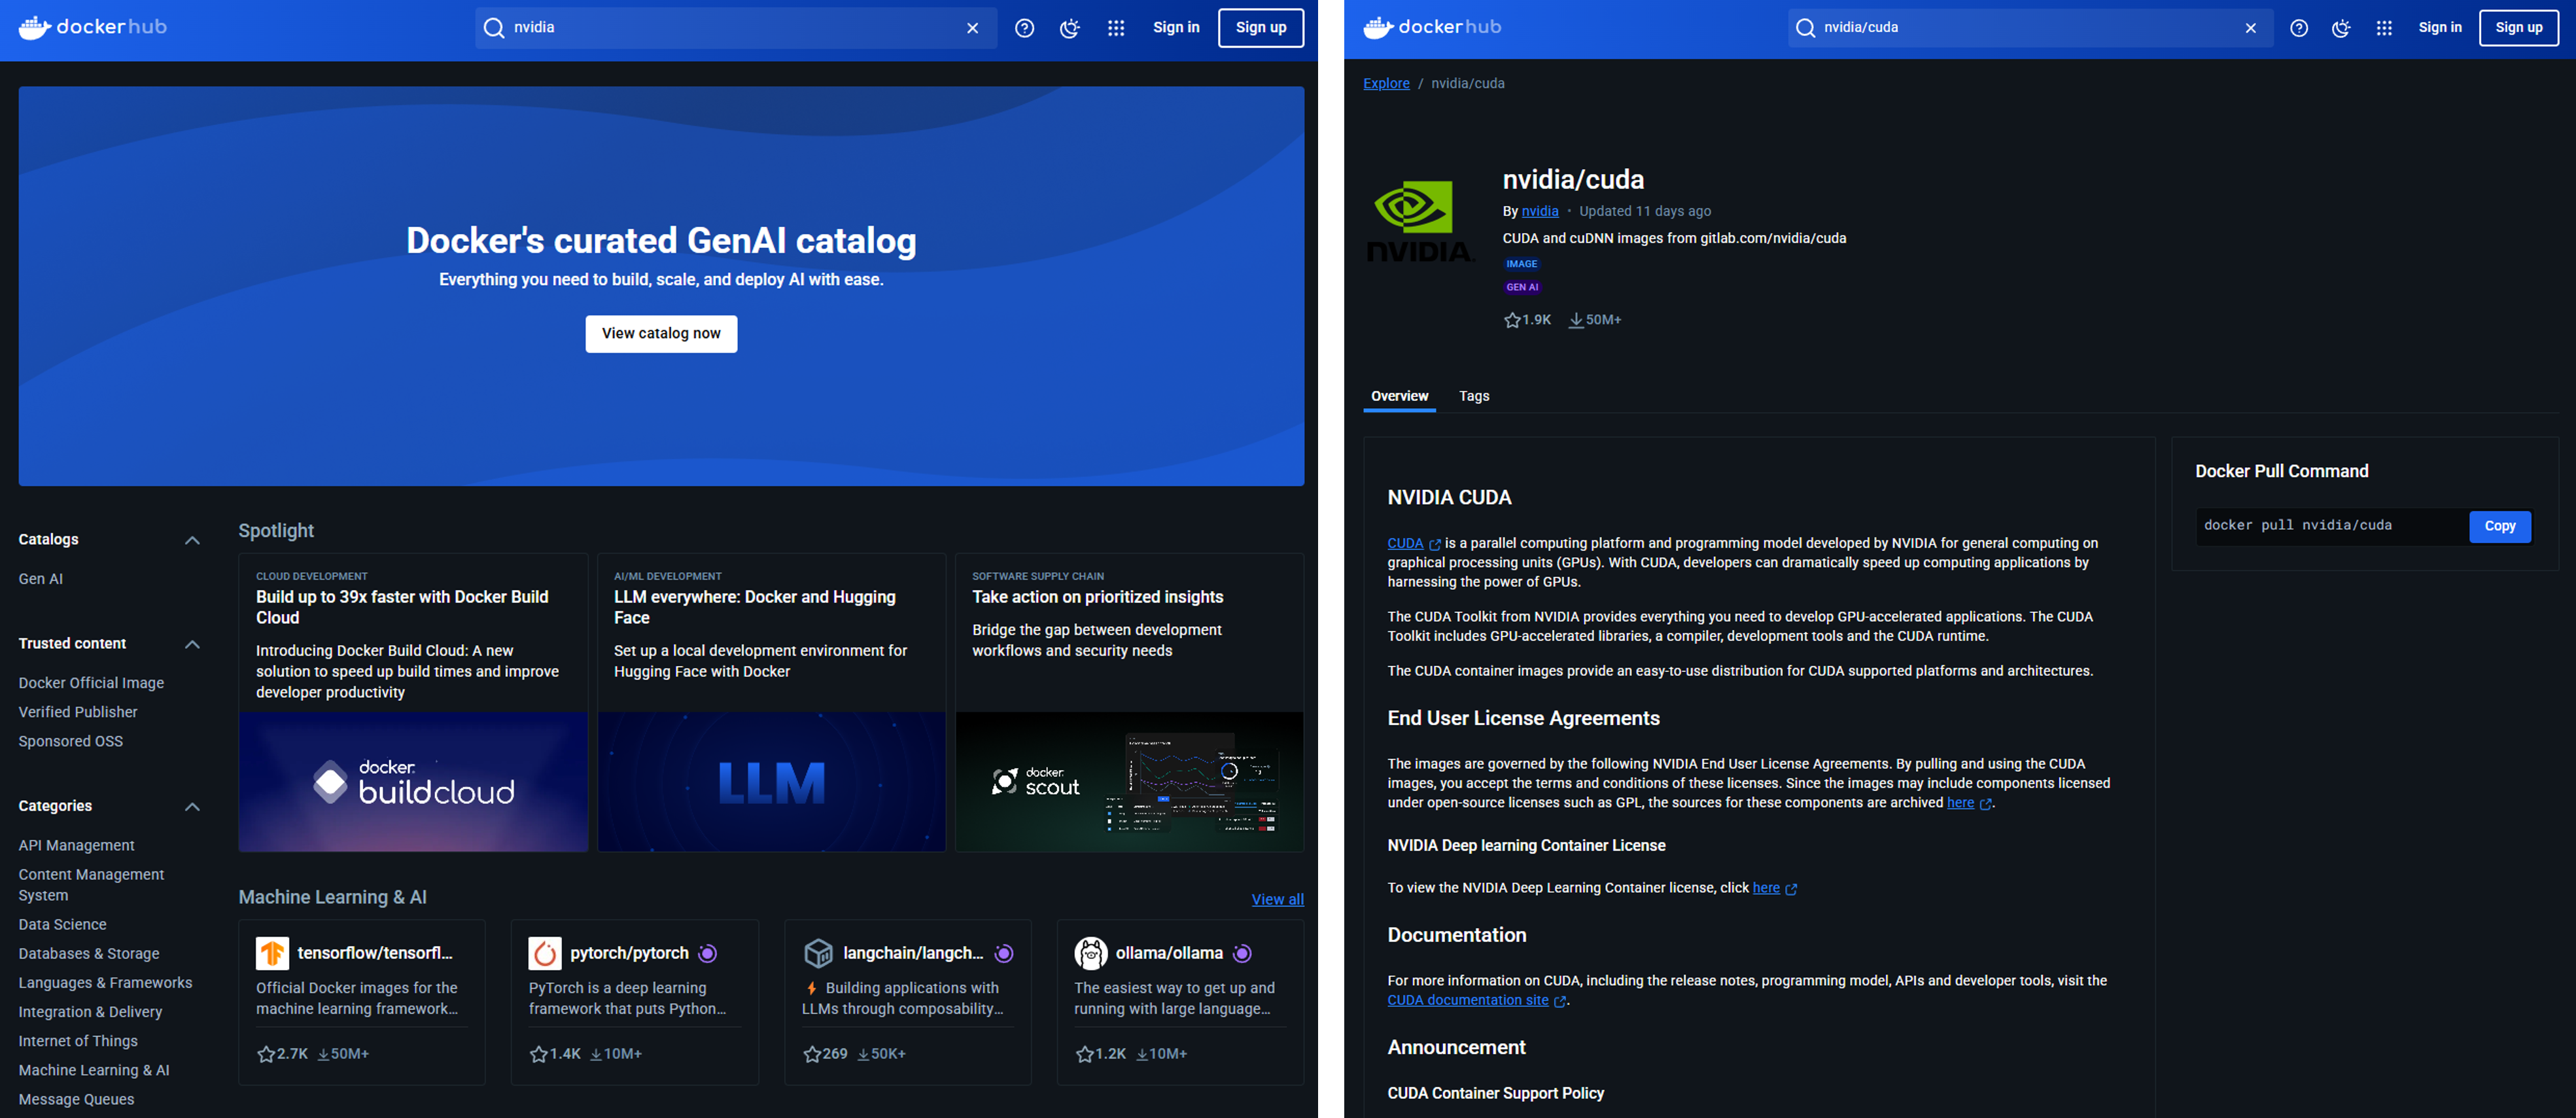 dockerhub
nvidia
Sign in
Sign up
Docker's curated GenAI catalog
Everything you need to build, scale, and deploy AI with ease.
View catalog now
Catalogs
Gen AI
Trusted content
Docker Official Image
Verified Publisher
Sponsored OSS
Categories
API Management
Content Management
System
Data Science
Databases & Storage
Languages & Frameworks
Integration & Delivery
Internet of Things
Machine Learning & AI
Message Queues
Spotlight
CLOUD DEVELOPMENT
Build up to 39x faster with Docker Build
Cloud
Introducing Docker Build Cloud: A new
solution to speed up build times and improve
developer productivity
docker
buildcloud
AI/ML DEVELOPMENT
LLM everywhere: Docker and Hugging
Face
Set up a local development environment for
Hugging Face with Docker
LLM
SOFTWARE SUPPLY CHAIN
Take action on prioritized insights
Bridge the gap between development
workflows and security needs
docker
scout
Machine Learning & AI
View all
tensorflow/tensorfl...
Official Docker images for the
machine learning framework...
2.7K 50M+
pytorch/pytorch
PyTorch is a deep learning
framework that puts Python...
1.4K 10M+
langchain/langch...
Building applications with
LLMs through composability...
269 50K+
ollama/ollama
The easiest way to get up and
running with large language...
1.2K 10M+
dockerhub
nvidia/cuda
Sign in
Sign up
Explore / nvidia/cuda
NVIDIA.
nvidia/cuda
By nvidia • Updated 11 days ago
CUDA and cuDNN images from gitlab.com/nvidia/cuda
IMAGE
GEN AI
1.9K 50M+
Overview
Tags
NVIDIA CUDA
CUDA is a parallel computing platform and programming model developed by NVIDIA for general computing on
graphical processing units (GPUs). With CUDA, developers can dramatically speed up computing applications by
harnessing the power of GPUs.
The CUDA Toolkit from NVIDIA provides everything you need to develop GPU-accelerated applications. The CUDA
Toolkit includes GPU-accelerated libraries, a compiler, development tools and the CUDA runtime.
The CUDA container images provide an easy-to-use distribution for CUDA supported platforms and architectures.
End User License Agreements
The images are governed by the following NVIDIA End User License Agreements. By pulling and using the CUDA
images, you accept the terms and conditions of these licenses. Since the images may include components licensed
under open-source licenses such as GPL, the sources for these components are archived here.
NVIDIA Deep learning Container License
To view the NVIDIA Deep Learning Container license, click here
Documentation
For more information on CUDA, including the release notes, programming model, APIs and developer tools, visit the
CUDA documentation site.
Announcement
CUDA Container Support Policy
Docker Pull Command
docker pull nvidia/cuda
Copy